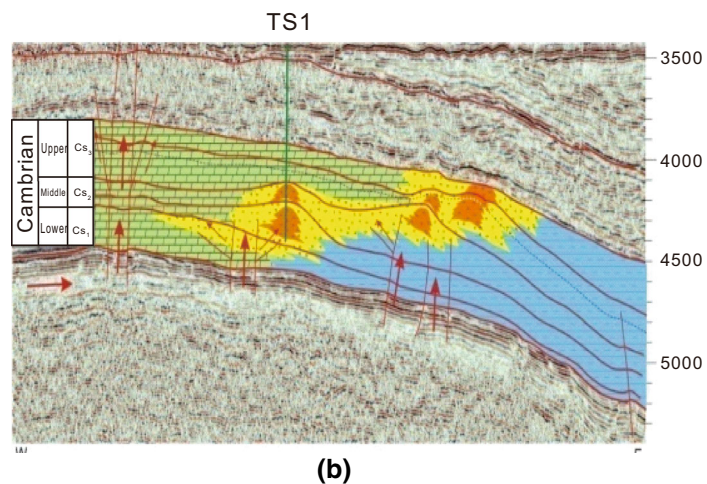 TS1
3500
4000
4500
5000
Cambrian
Upper
Cs3
Middle
Cs2
Lower
Cs1
(b)